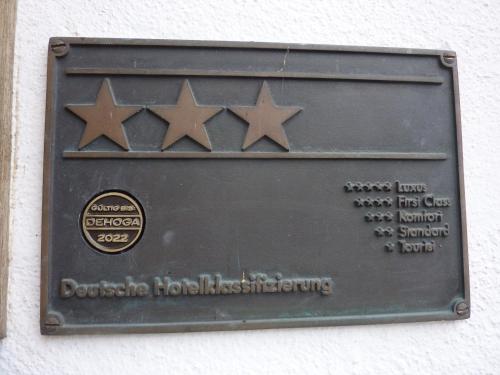 ★★★
★★★★★ Luxus
★★★★ First Class
★★★ Komfort
★★ Standard
★ Tourist
GÜLTIG BIS:
DEHOGA
2022
Deutsche Hotelklassifizierung